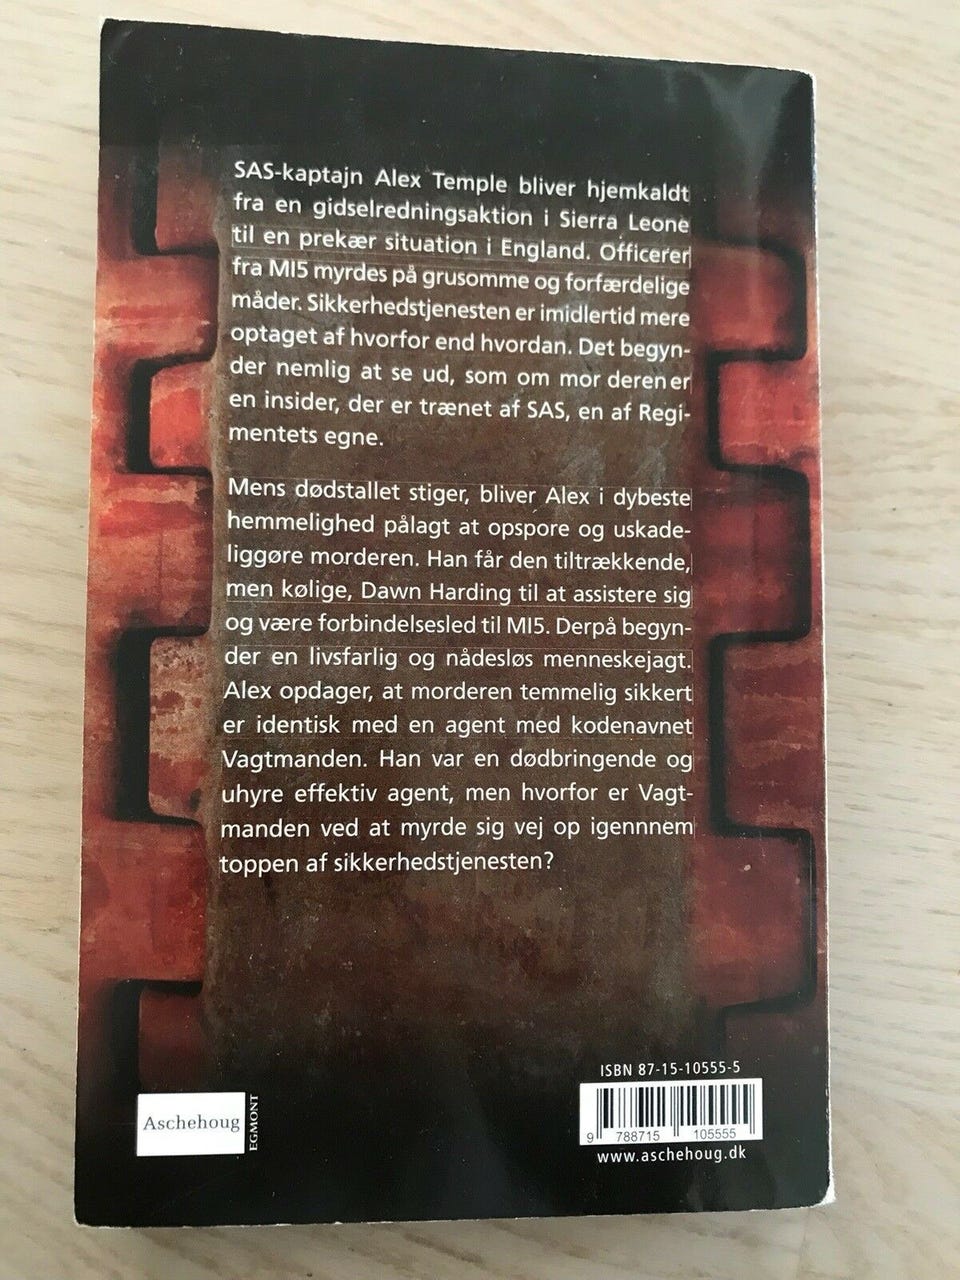 SAS-kaptajn Alex Temple bliver hjemkaldt
fra en gidselredningsaktion i Sierra Leone
til en prekær situation i England. Officerer
fra MI5 myrdes på grusomme og forfærdelige
måder. Sikkerhedstjenesten er imidlertid mere
optaget af hvorfor end hvordan. Det begyn-
der nemlig at se ud, som om mor deren er
en insider, der er trænet af SAS, en af Regi-
mentets egne.
Mens dødstallet stiger, bliver Alex i dybeste
hemmelighed pålagt at opspore og uskade-
liggøre morderen. Han får den tiltrækkende,
men kølige, Dawn Harding til at assistere sig
og være forbindelsesled til MI5. Derpå begyn-
der en livsfarlig og nådesløs menneskejagt.
Alex opdager, at morderen temmelig sikkert
er identisk med en agent med kodenavnet
Vagtmanden. Han var en dødbringende og
uhyre effektiv agent, men hvorfor er Vagt-
manden ved at myrde sig vej op igennnem
toppen af sikkerhedstjenesten?
ISBN 87-15-10555-5
Aschehoug
EGMONT
9 788715 105555
www.aschehoug.dk